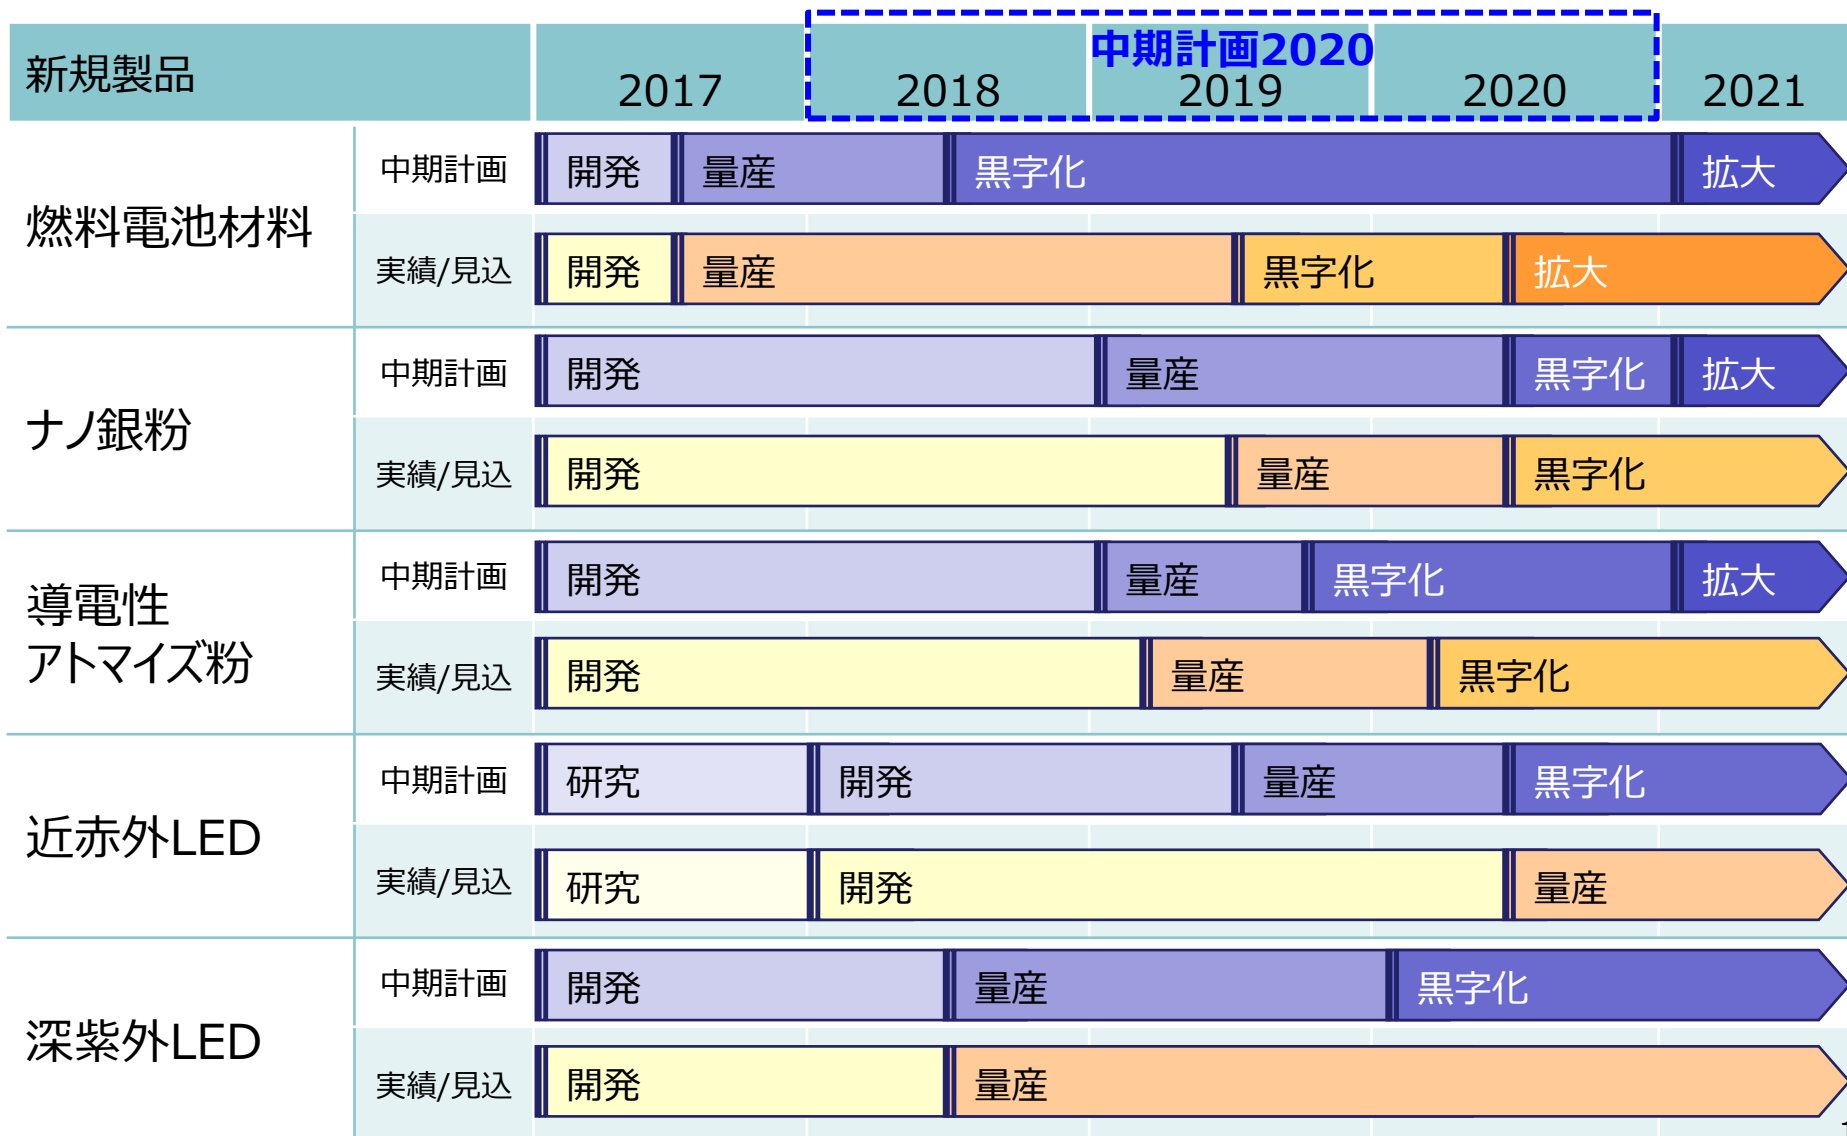 中期計画2020
新規製品 2017 2018 2019 2020 2021
燃料電池材料
中期計画 開発 量産 黒字化 拡大
実績/見込 開発 量産 黒字化 拡大
ナノ銀粉
中期計画 開発 量産 黒字化 拡大
実績/見込 開発 量産 黒字化
導電性
アトマイズ粉
中期計画 開発 量産 黒字化 拡大
実績/見込 開発 量産 黒字化
近赤外LED
中期計画 研究 開発 量産 黒字化
実績/見込 研究 開発 量産
深紫外LED
中期計画 開発 量産 黒字化
実績/見込 開発 量産